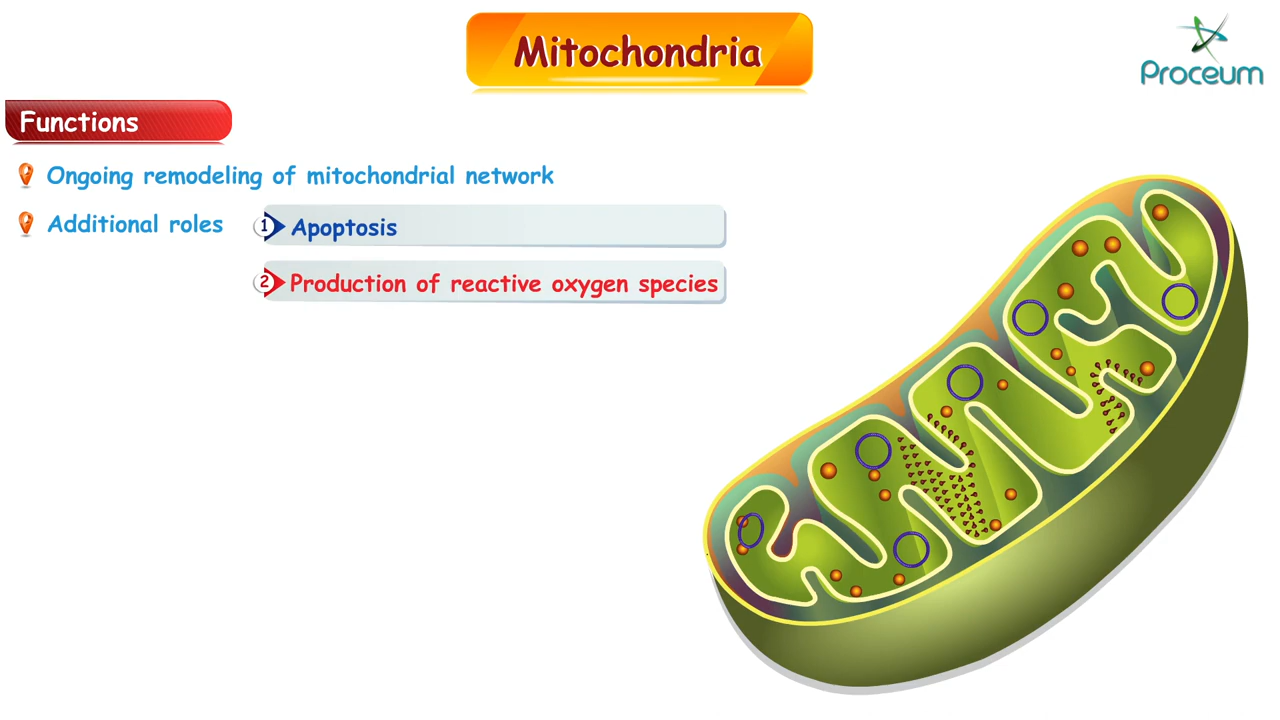 Mitochondria
Proceum
Functions
Ongoing remodeling of mitochondrial network
Additional roles
1 Apoptosis
2 Production of reactive oxygen species